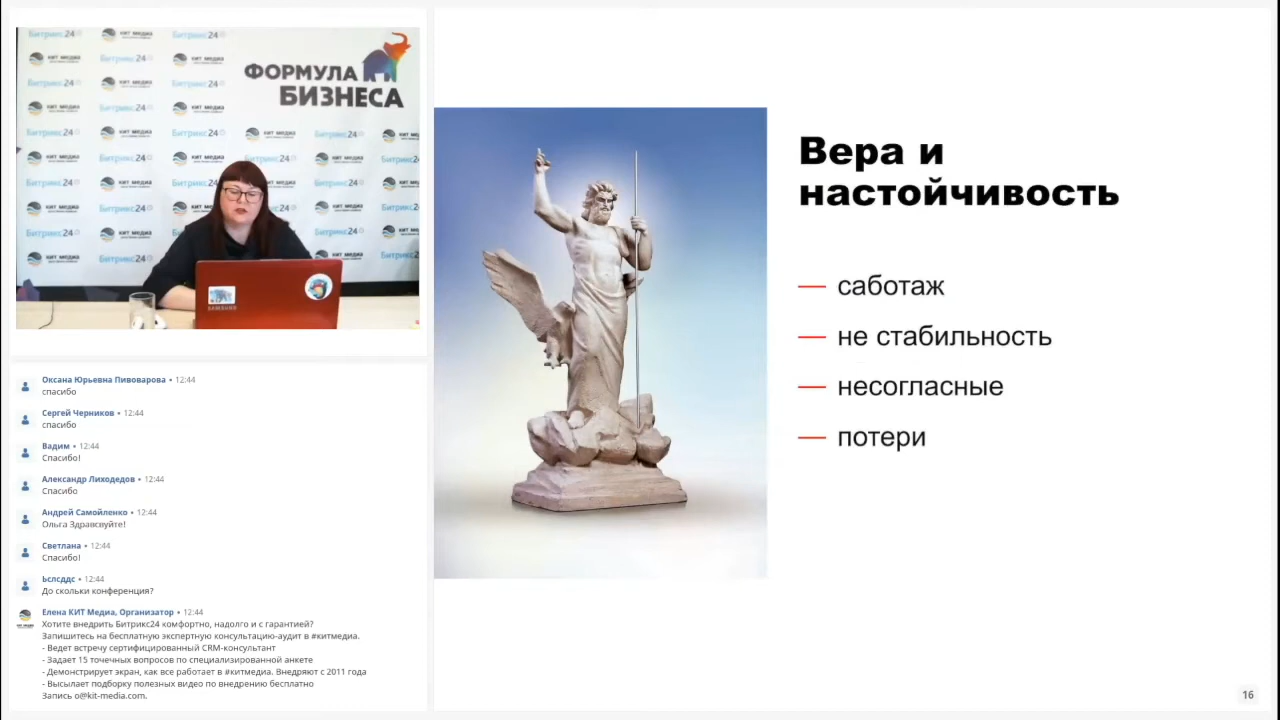 Битрикс24
КИТ МЕДИА
ФОРМУЛА
БИЗНЕСА
SAMSUNG
Вера и
настойчивость
— саботаж
— не стабильность
— несогласные
— потери
Оксана Юрьевна Пивоварова • 12:44
спасибо
Сергей Черников • 12:44
спасибо
Вадим • 12:44
Спасибо!
Александр Лиходедов • 12:44
Спасибо
Андрей Самойленко • 12:44
Ольга Здравсвуйте!
Светлана • 12:44
Спасибо!
Ьслсддс • 12:44
До скольки конференция?
Елена КИТ Медиа, Организатор • 12:44
Хотите внедрить Битрикс24 комфортно, надолго и с гарантией?
Запишитесь на бесплатную экспертную консультацию-аудит в #китмедиа.
- Ведет встречу сертифицированный CRM-консультант
- Задает 15 точечных вопросов по специализированной анкете
- Демонстрирует экран, как все работает в #китмедиа. Внедряют с 2011 года
- Высылает подборку полезных видео по внедрению бесплатно
Запись o@kit-media.com.
16